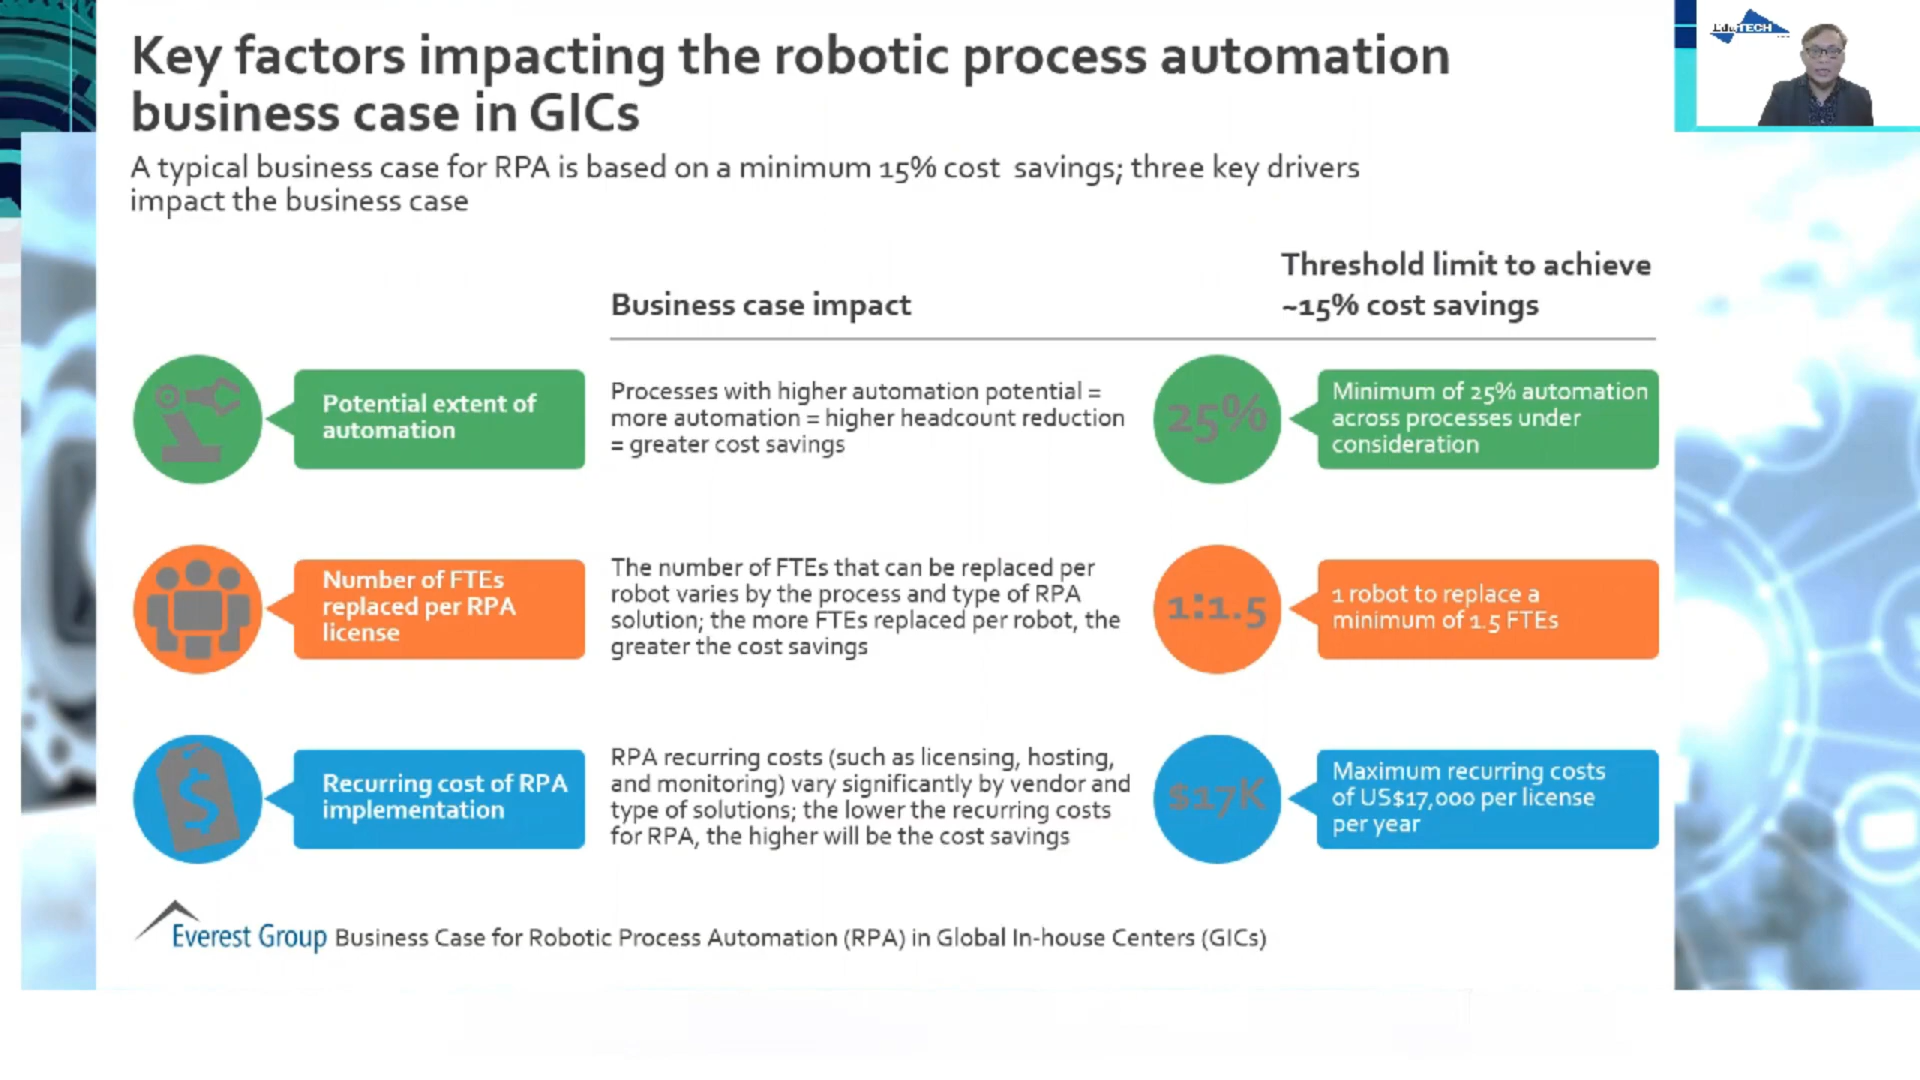 Key factors impacting the robotic process automation
business case in GICs
A typical business case for RPA is based on a minimum 15% cost savings; three key drivers
impact the business case
Business case impact
Threshold limit to achieve
~15% cost savings
Potential extent of
automation
Processes with higher automation potential =
more automation = higher headcount reduction
= greater cost savings
25%
Minimum of 25% automation
across processes under
consideration
Number of FTEs
replaced per RPA
license
The number of FTEs that can be replaced per
robot varies by the process and type of RPA
solution; the more FTEs replaced per robot, the
greater the cost savings
1:1.5
1 robot to replace a
minimum of 1.5 FTEs
$
Recurring cost of RPA
implementation
RPA recurring costs (such as licensing, hosting,
and monitoring) vary significantly by vendor and
type of solutions; the lower the recurring costs
for RPA, the higher will be the cost savings
$17K
Maximum recurring costs
of US$17,000 per license
per year
Everest Group Business Case for Robotic Process Automation (RPA) in Global In-house Centers (GICs)